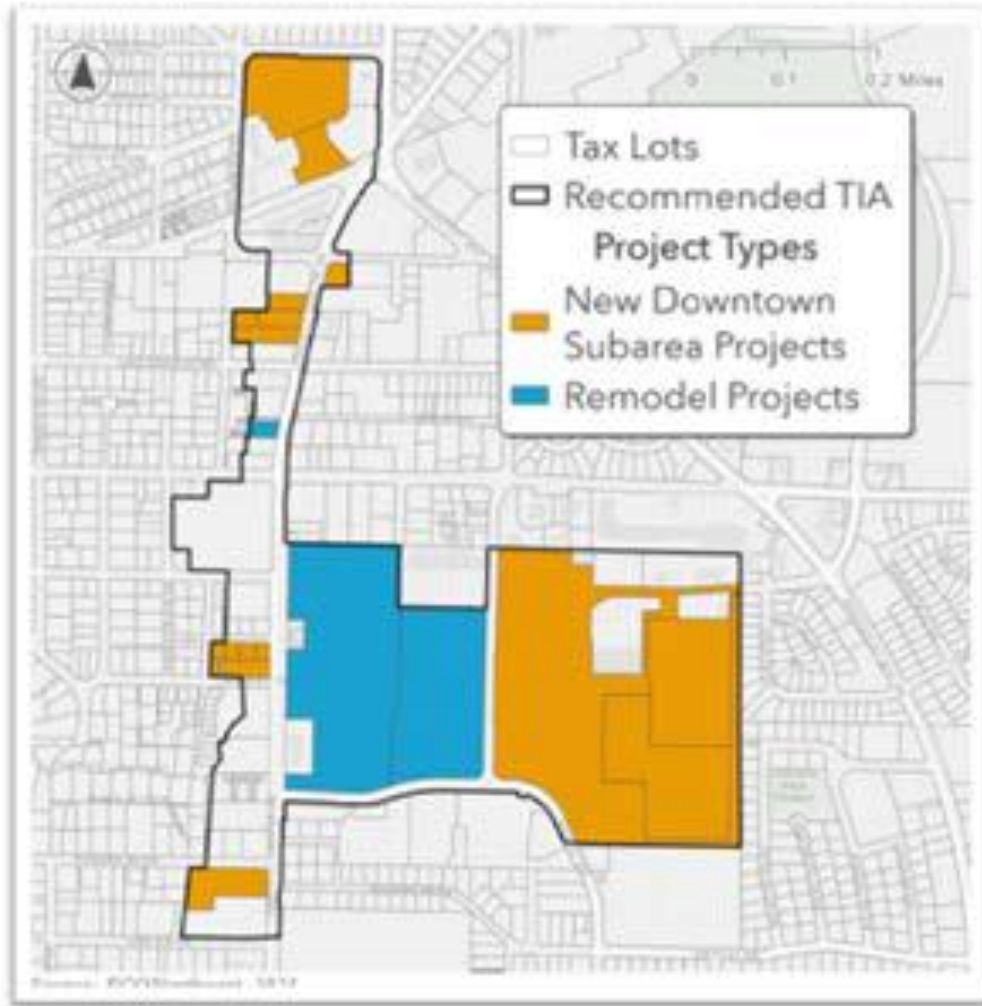 0 0.1 0.2 Miles
Tax Lots
Recommended TIA
Project Types
New Downtown
Subarea Projects
Remodel Projects